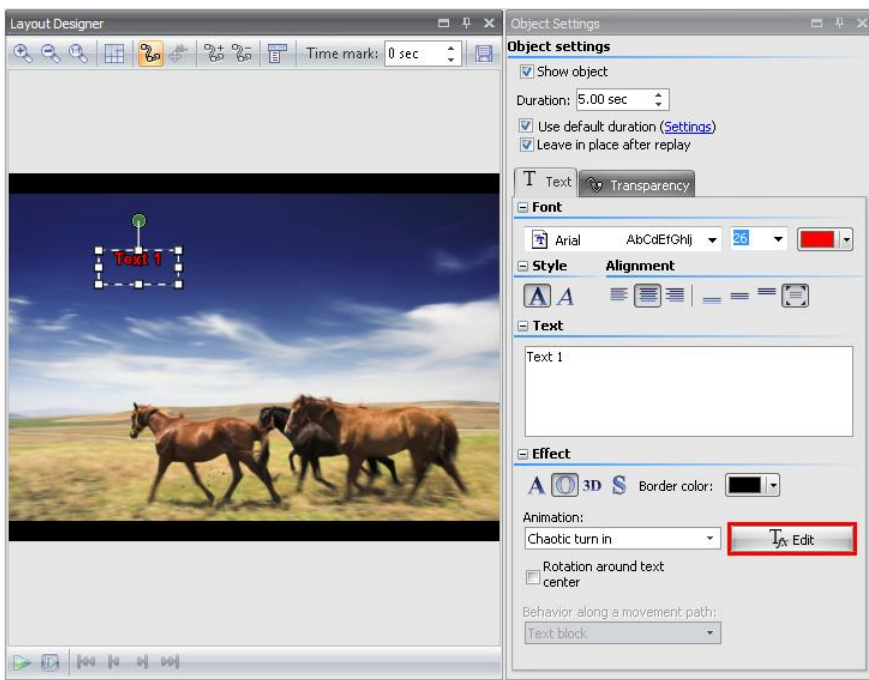 Layout Designer
Time mark: 0 sec
Text 1
Object Settings
Object settings
Show object
Duration: 5.00 sec
Use default duration (Settings)
Leave in place after replay
T Text
Transparency
Font
Arial AbCdEfGhIj 26
Style Alignment
A A
Text
Text 1
Effect
A O 3D S Border color:
Animation:
Chaotic turn in
Tfx Edit
Rotation around text
center
Behavior along a movement path:
Text block